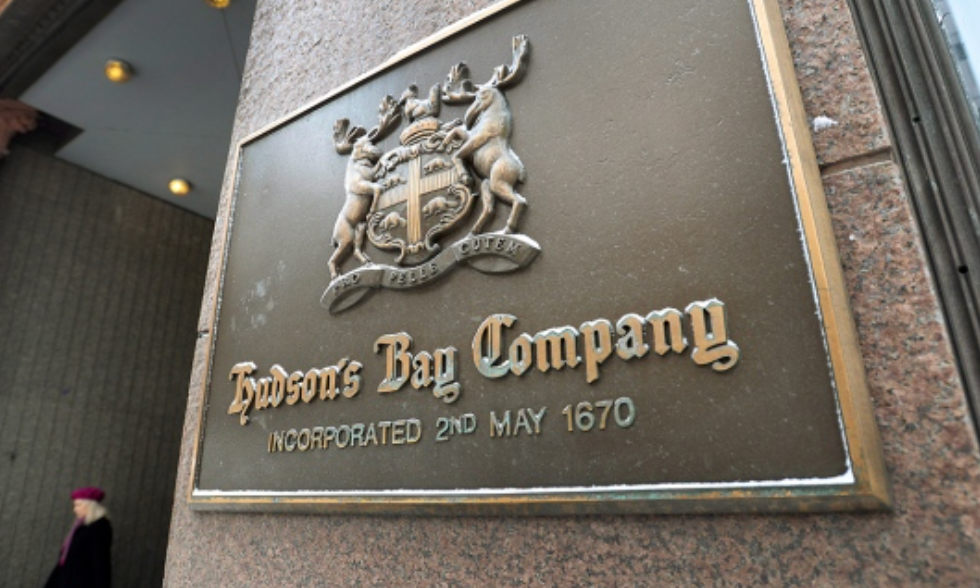 PRO PELLE CUTEM
Hudson's Bay Company
INCORPORATED 2ND MAY 1670